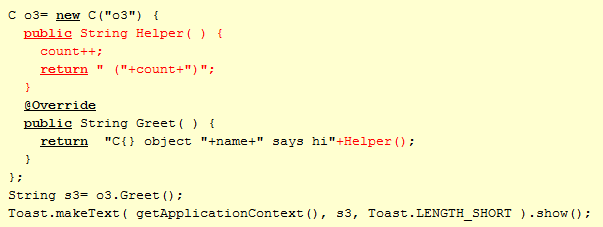 C o3= new C("o3") {
  public String Helper( ) {
    count++;
    return " ("+count+")";
  }
  @Override
  public String Greet( ) {
    return  "C{} object "+name+" says hi"+Helper();
  }
};
String s3= o3.Greet();
Toast.makeText( getApplicationContext(), s3, Toast.LENGTH_SHORT ).show();